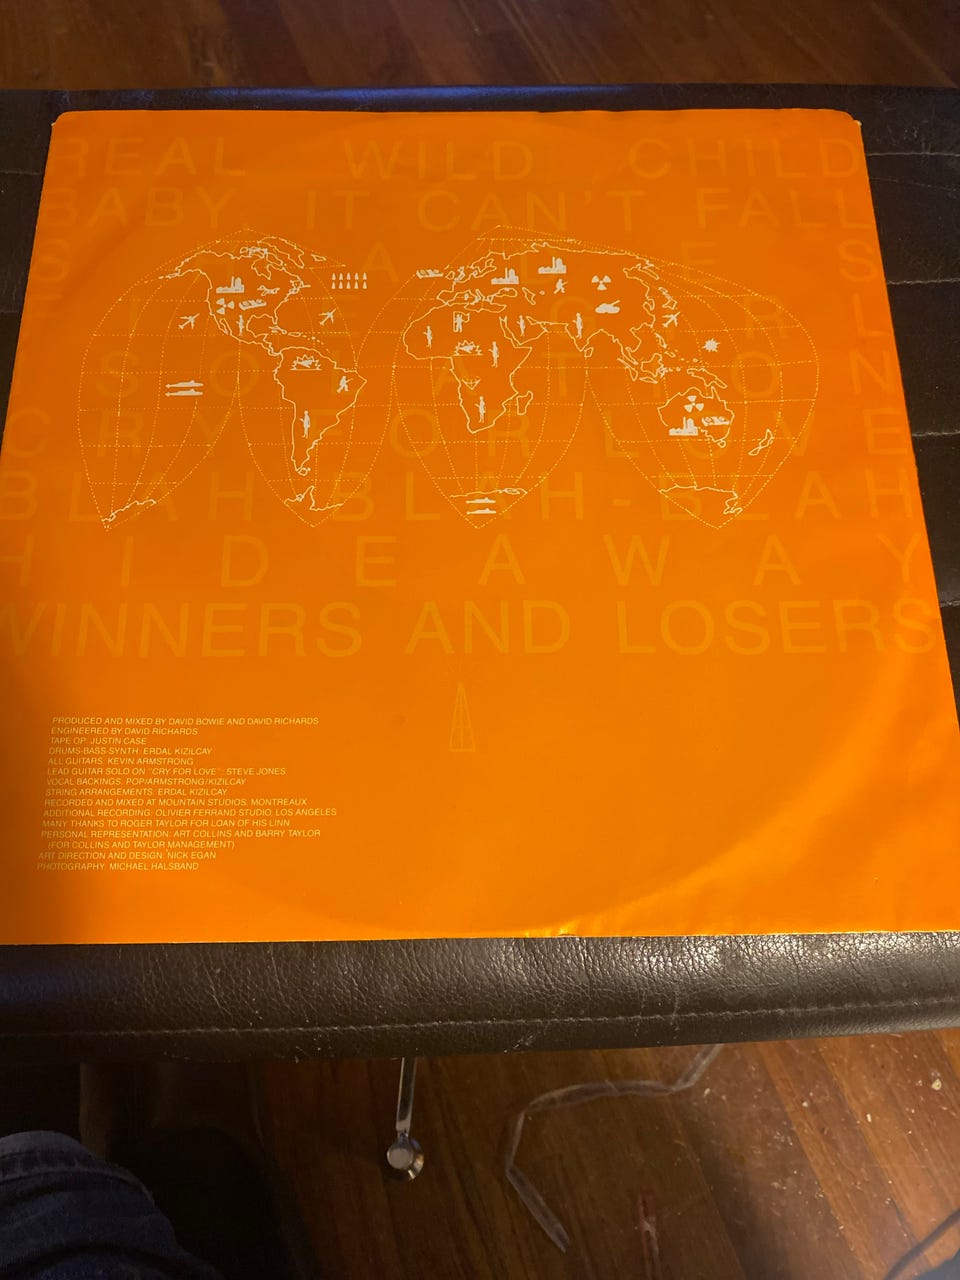 REAL WILD CHILD
BABY IT CAN'T FALL
SHADES
FIRE GIRL
ISOLATION
CRY FOR LOVE
BLAH-BLAH-BLAH
HIDEAWAY
WINNERS AND LOSERS
PRODUCED AND MIXED BY DAVID BOWIE AND DAVID RICHARDS
ENGINEERED BY DAVID RICHARDS
TAPE OP: JUSTIN CASE
DRUMS-BASS-SYNTH: ERDAL KIZILCAY
ALL GUITARS: KEVIN ARMSTRONG
LEAD GUITAR SOLO ON "CRY FOR LOVE": STEVE JONES
VOCAL BACKINGS: POP/ARMSTRONG/KIZILCAY
STRING ARRANGEMENTS: ERDAL KIZILCAY
RECORDED AND MIXED AT MOUNTAIN STUDIOS, MONTREAUX
ADDITIONAL RECORDING: OLIVIER FERRAND STUDIO, LOS ANGELES
MANY THANKS TO ROGER TAYLOR FOR LOAN OF HIS LINN
PERSONAL REPRESENTATION: ART COLLINS AND BARRY TAYLOR
(FOR COLLINS AND TAYLOR MANAGEMENT)
ART DIRECTION AND DESIGN: NICK EGAN
PHOTOGRAPHY: MICHAEL HALSBAND